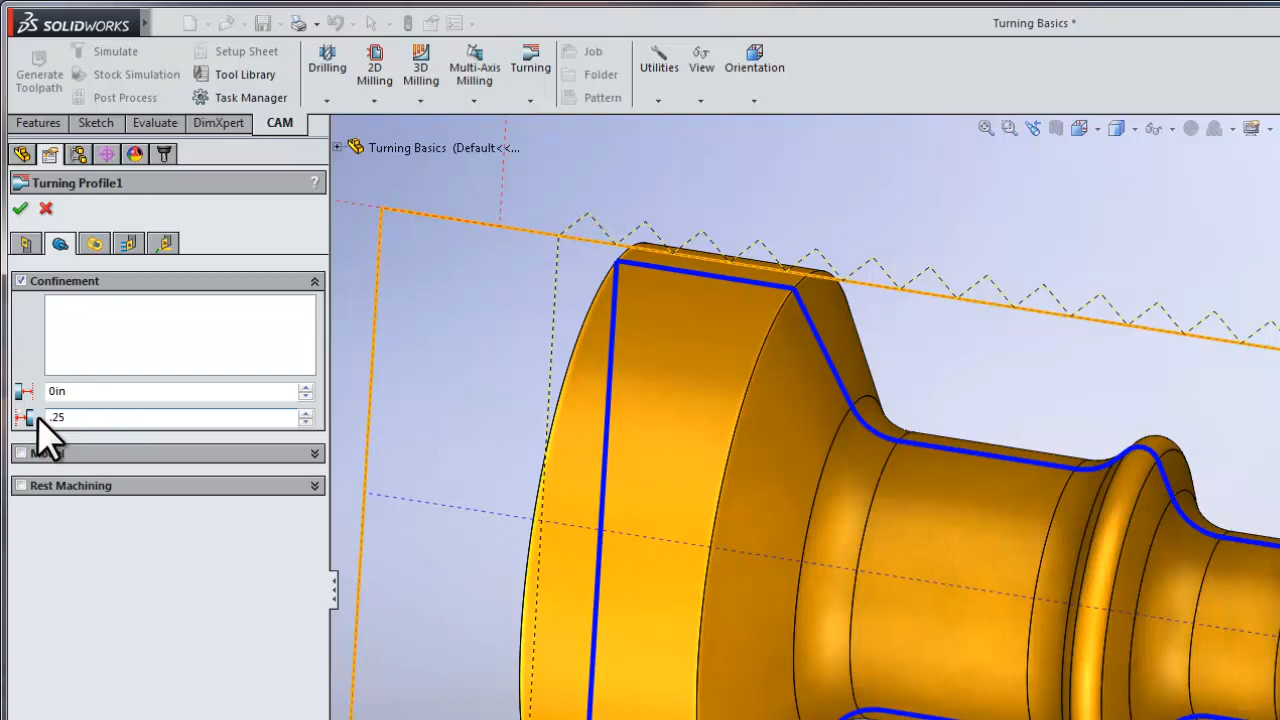 SOLIDWORKS
Turning Basics *
Generate Toolpath
Simulate
Stock Simulation
Post Process
Setup Sheet
Tool Library
Task Manager
Drilling
2D Milling
3D Milling
Multi-Axis Milling
Turning
Job
Folder
Pattern
Utilities
View
Orientation
Features
Sketch
Evaluate
DimXpert
CAM
Turning Basics (Default<<...
Turning Profile1
?
Confinement
0in
.25
Rest Machining